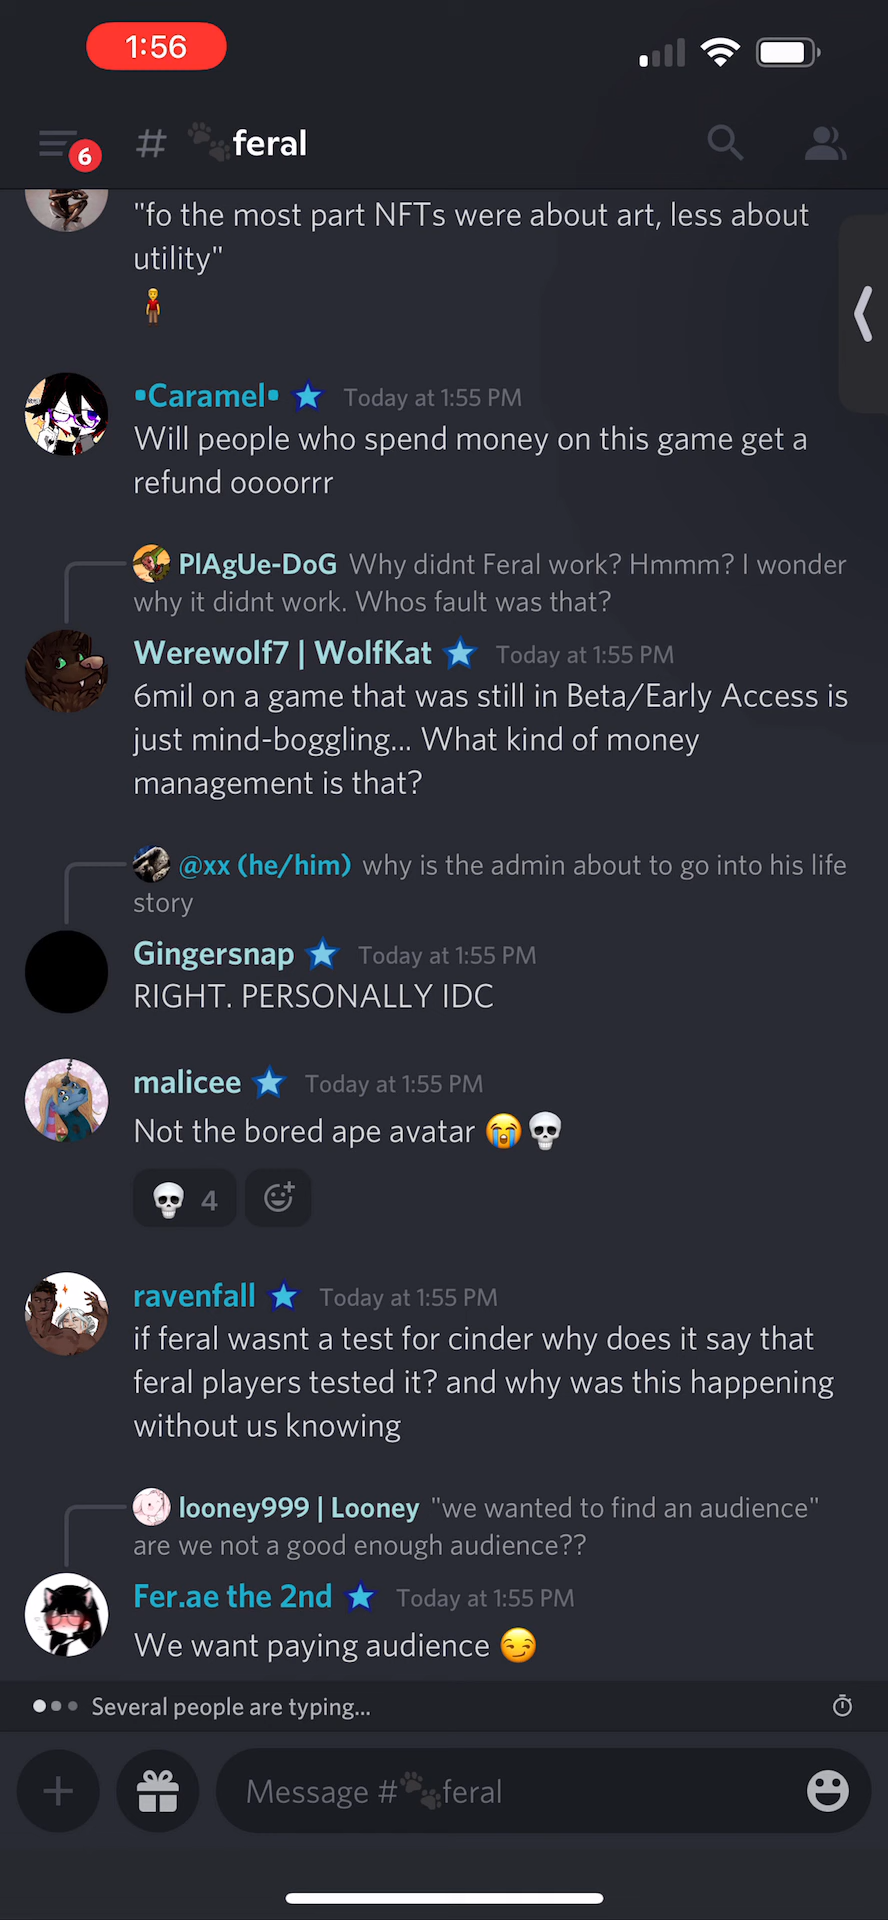 1:56
6
# 🐾feral
"fo the most part NFTs were about art, less about
utility"
🧍
•Caramel• Today at 1:55 PM
Will people who spend money on this game get a
refund oooorrr
PlAgUe-DoG Why didnt Feral work? Hmmm? I wonder
why it didnt work. Whos fault was that?
Werewolf7 | WolfKat Today at 1:55 PM
6mil on a game that was still in Beta/Early Access is
just mind-boggling... What kind of money
management is that?
@xx (he/him) why is the admin about to go into his life
story
Gingersnap Today at 1:55 PM
RIGHT. PERSONALLY IDC
malicee Today at 1:55 PM
Not the bored ape avatar 😭💀
💀 4
ravenfall Today at 1:55 PM
if feral wasnt a test for cinder why does it say that
feral players tested it? and why was this happening
without us knowing
looney999 | Looney "we wanted to find an audience"
are we not a good enough audience??
Fer.ae the 2nd Today at 1:55 PM
We want paying audience 😏
Several people are typing...
Message #🐾feral